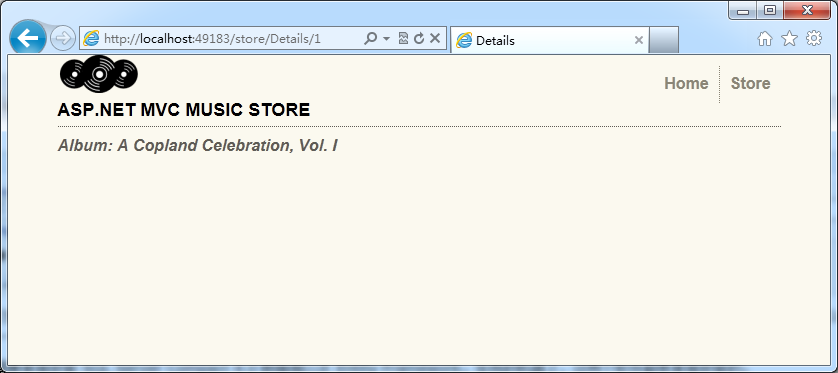 http://localhost:49183/store/Details/1
Details
Home
Store
ASP.NET MVC MUSIC STORE
Album: A Copland Celebration, Vol. I